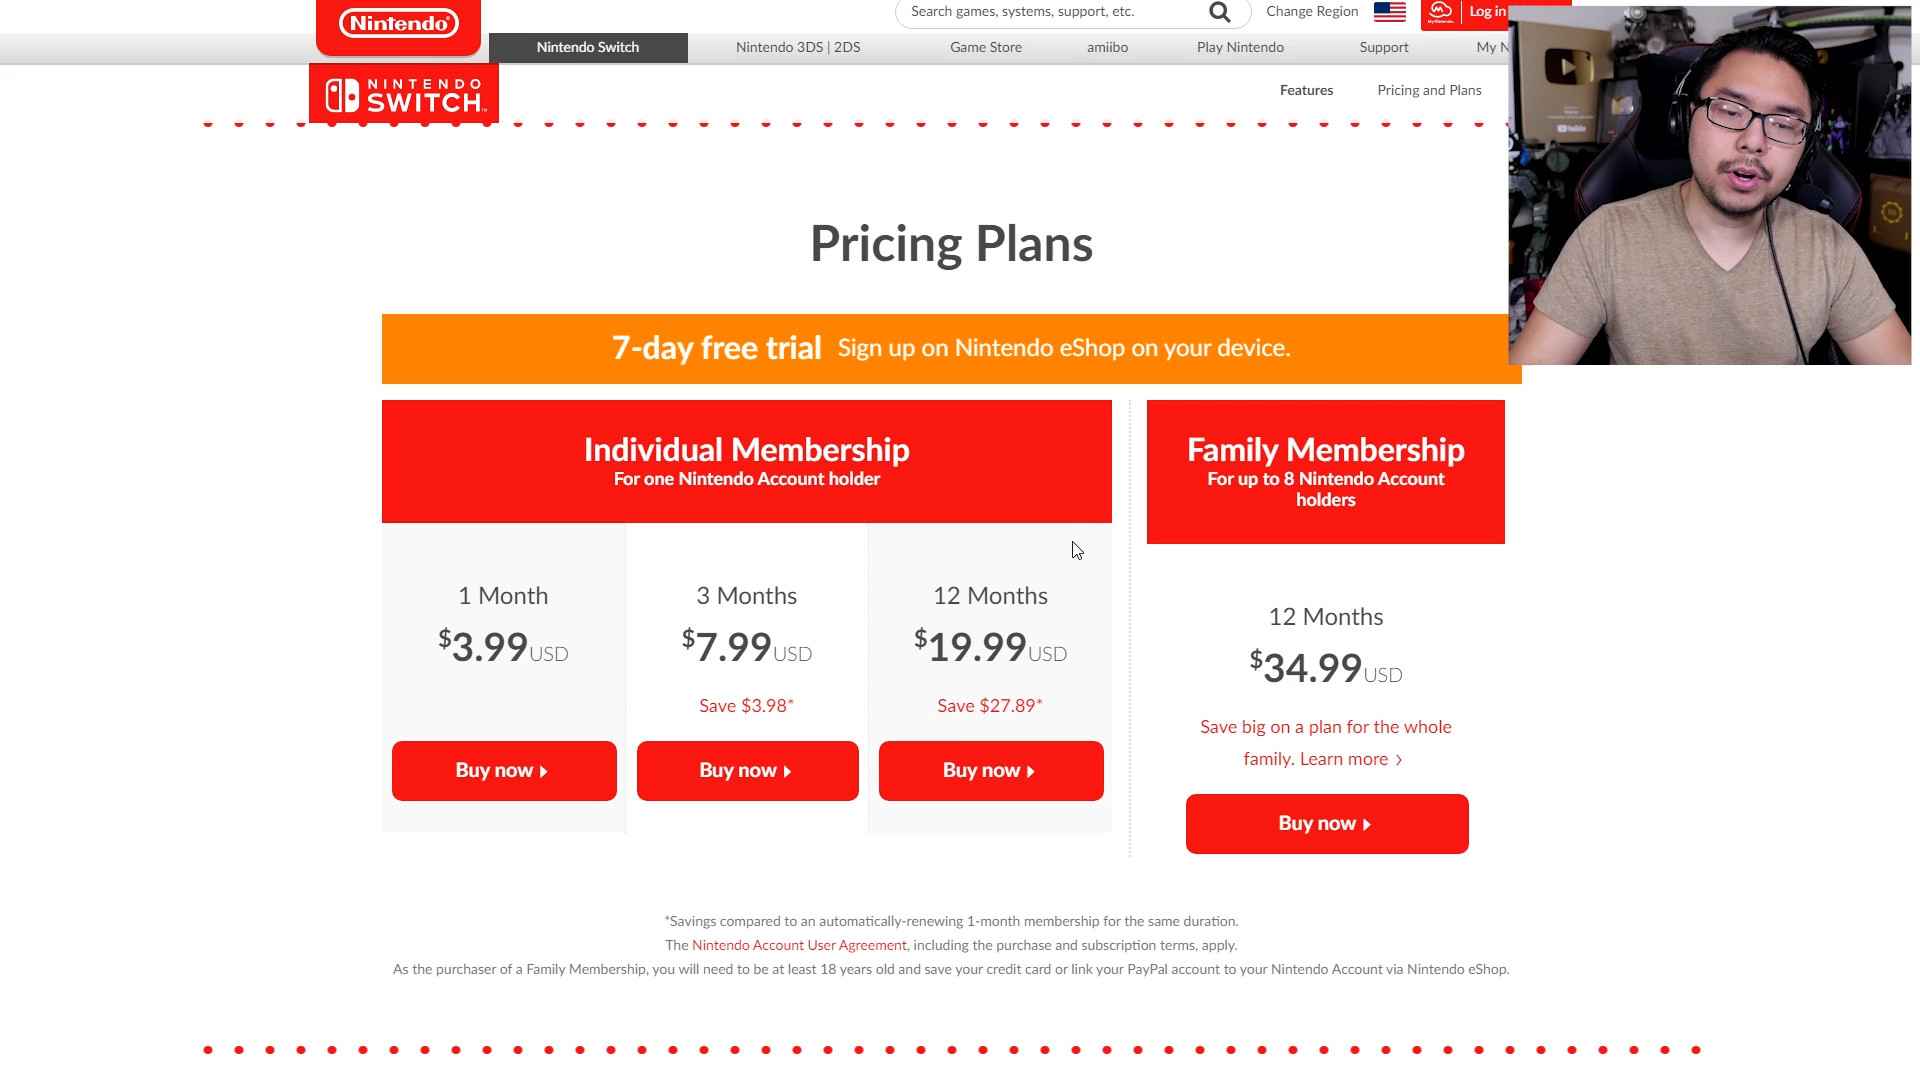 Nintendo
Search games, systems, support, etc.
Change Region
Log in
Nintendo Switch
Nintendo 3DS | 2DS
Game Store
amiibo
Play Nintendo
Support
My N
NINTENDO
SWITCH
Features
Pricing and Plans
YouTube
Pricing Plans
7-day free trial Sign up on Nintendo eShop on your device.
Individual Membership
For one Nintendo Account holder
Family Membership
For up to 8 Nintendo Account
holders
1 Month
$3.99USD
Buy now
3 Months
$7.99USD
Save $3.98*
Buy now
12 Months
$19.99USD
Save $27.89*
Buy now
12 Months
$34.99USD
Save big on a plan for the whole
family. Learn more
Buy now
*Savings compared to an automatically-renewing 1-month membership for the same duration.
The Nintendo Account User Agreement, including the purchase and subscription terms, apply.
As the purchaser of a Family Membership, you will need to be at least 18 years old and save your credit card or link your PayPal account to your Nintendo Account via Nintendo eShop.